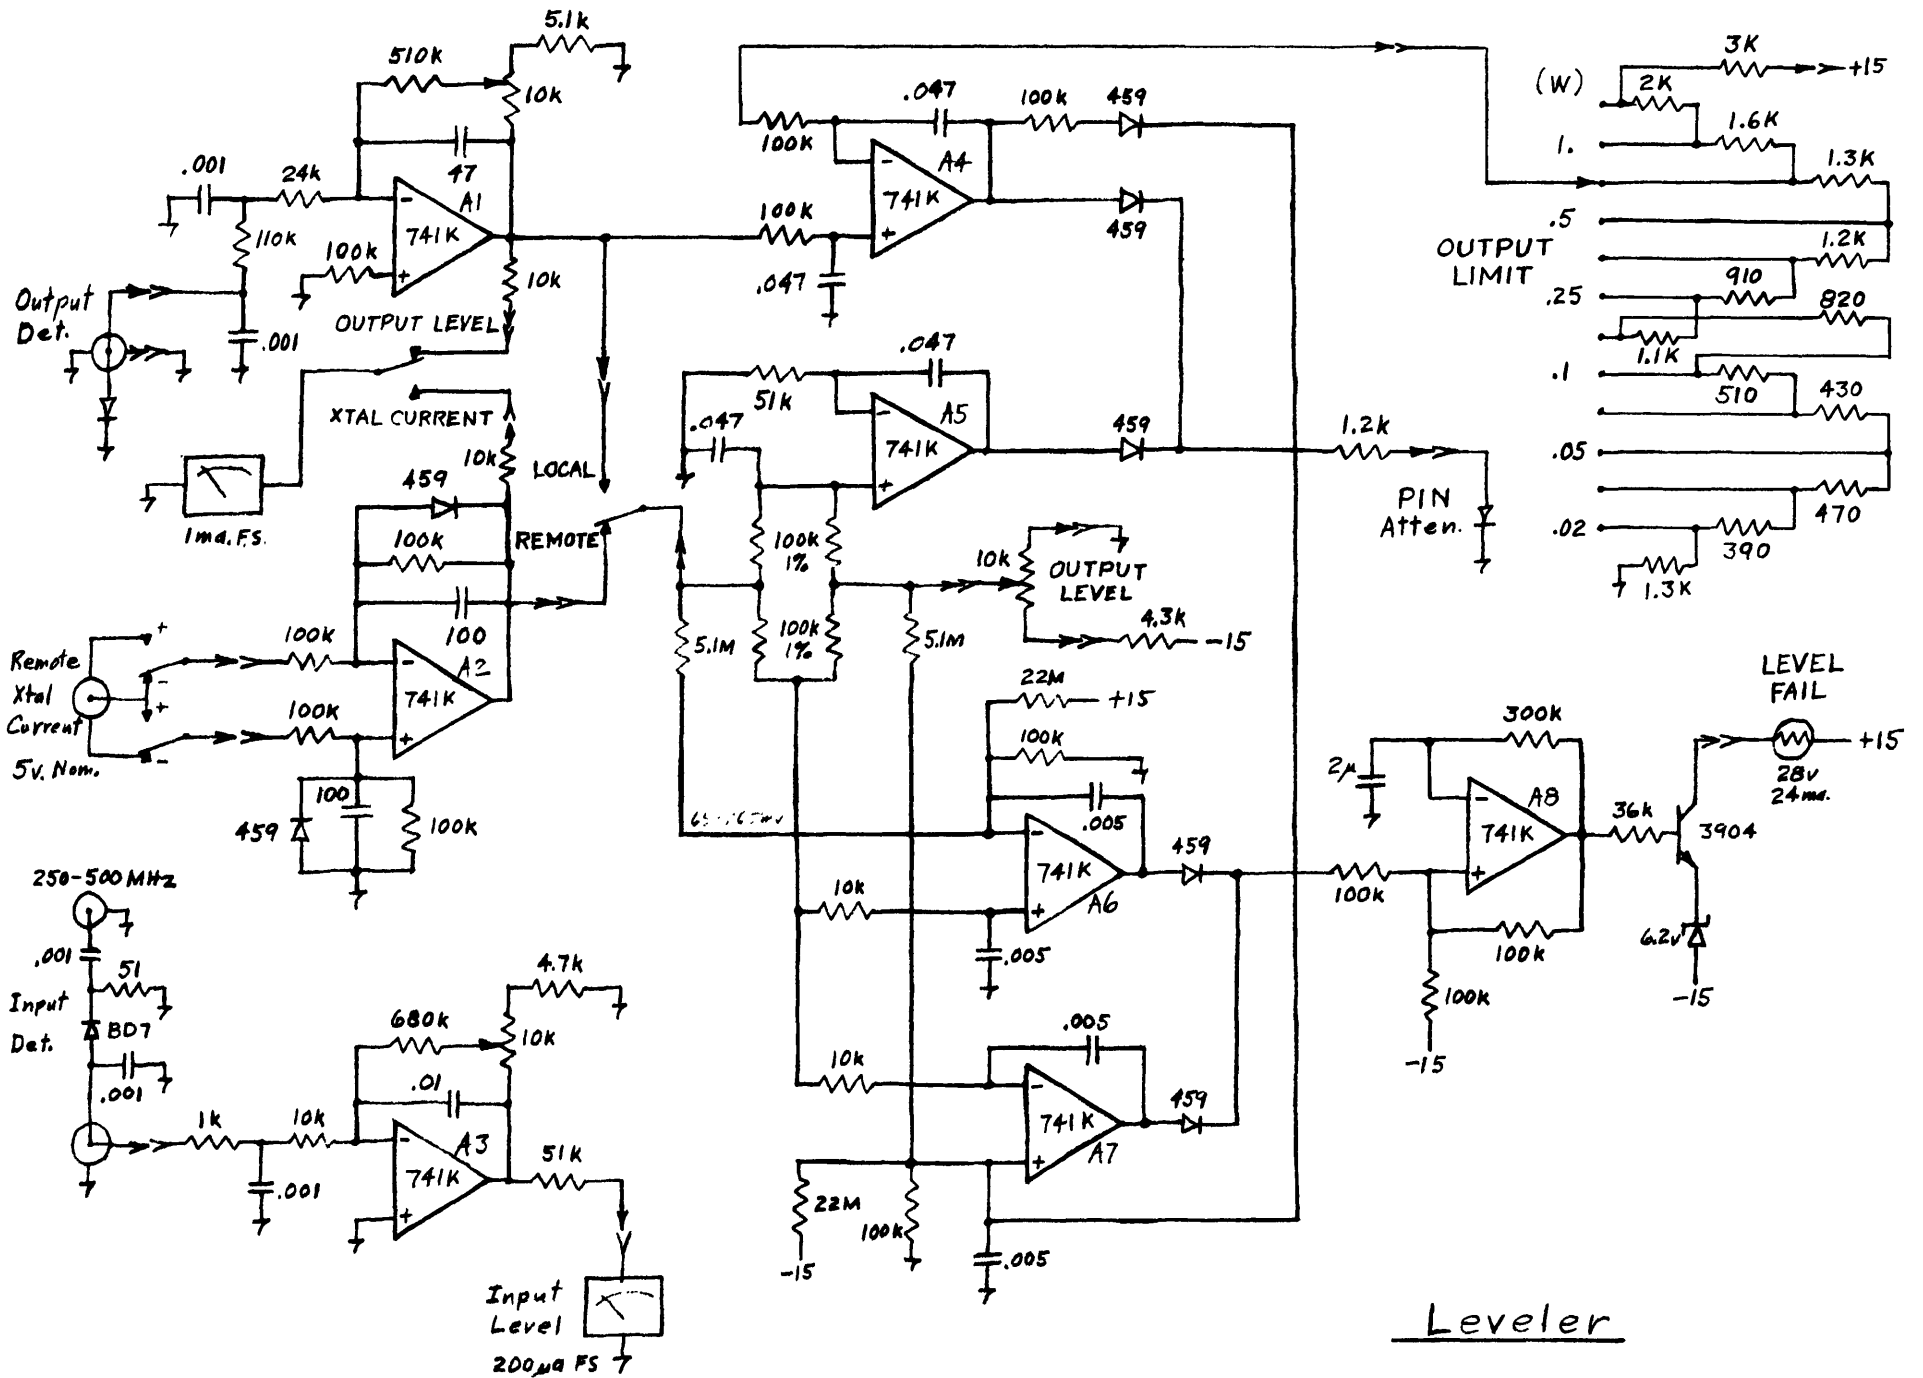 5.1k
510k
10k
.001
24k
47
A1
741K
110k
100k
Output
Det.
.001
10k
OUTPUT LEVEL
XTAL CURRENT
10k
LOCAL
459
1ma. F.S.
100k
REMOTE
100
+
Remote
Xtal
Current
5v. Nom.
-
+
-
100k
100k
A2
741K
100
459
100k
250-500 MHz
.001
51
Input
Det.
BD7
.001
1k
10k
.001
4.7k
680k
10k
.01
A3
741K
51k
Input
Level
200μa FS
100k
.047
100k
459
A4
741K
100k
.047
459
.047
51k
A5
741K
.047
459
1.2k
PIN
Atten.
100k
1%
100k
1%
10k
OUTPUT
LEVEL
4.3k
-15
5.1M
5.1M
22M
+15
100k
.005
10k
741K
A6
.005
459
.005
10k
741K
A7
459
22M
-15
100k
.005
(W)
3K
+15
2K
1.
1.6K
1.3K
.5
OUTPUT
LIMIT
1.2K
.25
910
820
1.1K
.1
510
430
.05
470
.02
390
1.3K
LEVEL
FAIL
300k
+15
28v
24ma.
2μ
A8
741K
36k
3904
100k
100k
6.2v
-15
100k
-15
Leveler